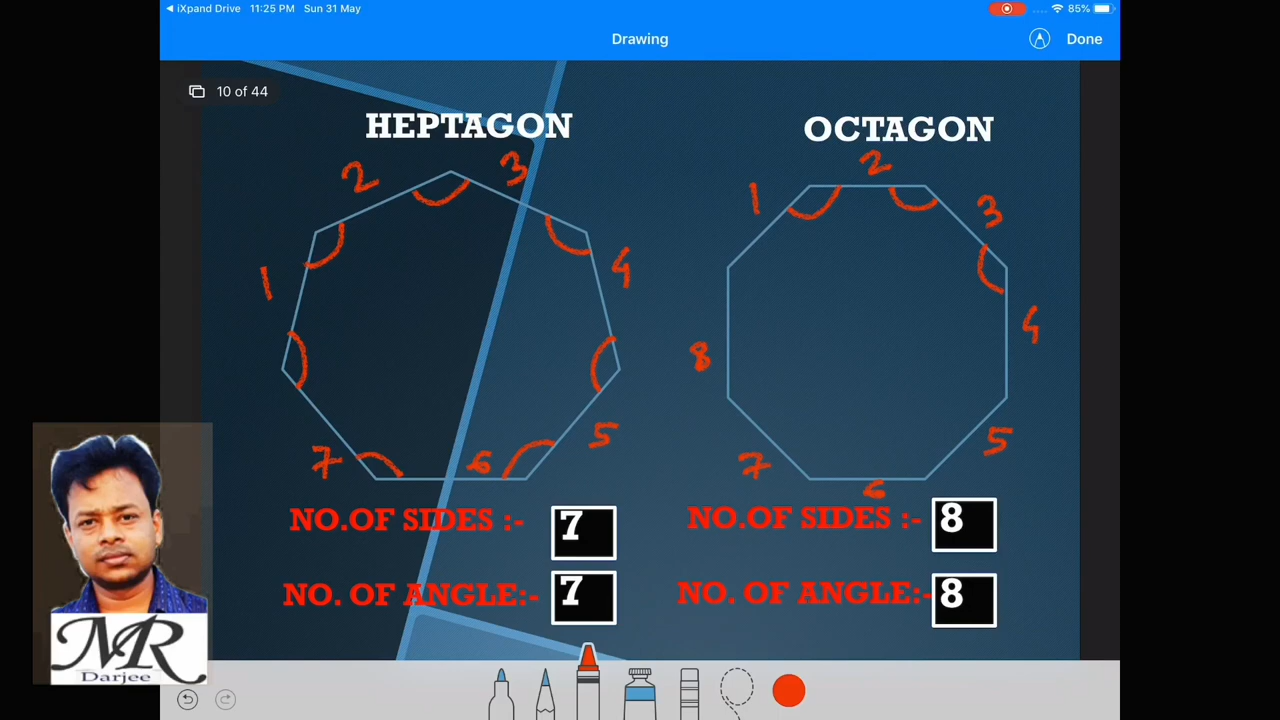 iXpand Drive 11:25 PM Sun 31 May 85%
Drawing Done
10 of 44
HEPTAGON
2 3
1 4
7 6 5
NO.OF SIDES :- 7
NO. OF ANGLE:- 7
OCTAGON
1 2 3
8 4
7 6 5
NO.OF SIDES :- 8
NO. OF ANGLE:- 8
MR
Darjee